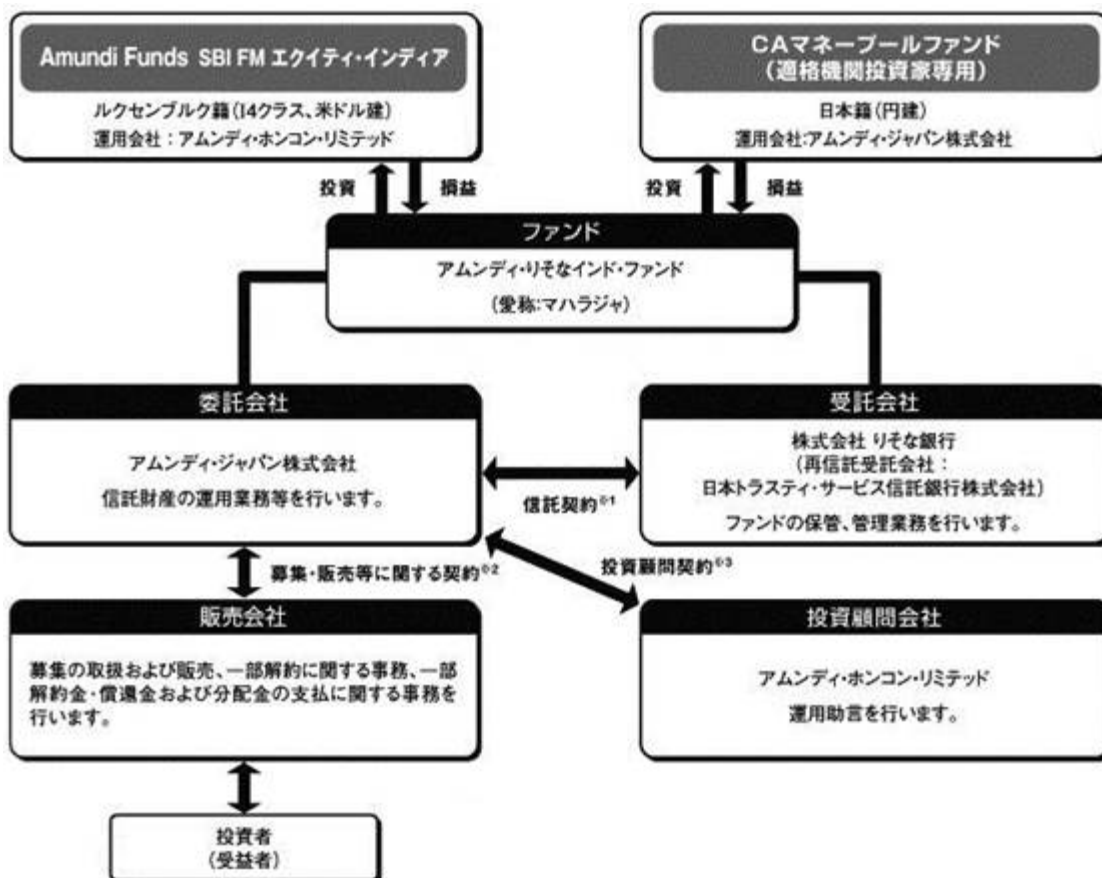 Amundi Funds SBI FM エクイティ・インディア
ルクセンブルク籍(I4クラス、米ドル建)
運用会社:アムンディ・ホンコン・リミテッド
CAマネープールファンド
(適格機関投資家専用)
日本籍(円建)
運用会社:アムンディ・ジャパン株式会社
投資
損益
投資
損益
ファンド
アムンディ・りそなインド・ファンド
(愛称:マハラジャ)
委託会社
アムンディ・ジャパン株式会社
信託財産の運用業務等を行います。
受託会社
株式会社 りそな銀行
(再信託受託会社:
日本トラスティ・サービス信託銀行株式会社)
ファンドの保管、管理業務を行います。
信託契約※1
募集・販売等に関する契約※2
投資顧問契約※3
販売会社
募集の取扱および販売、一部解約に関する事務、一部
解約金・償還金および分配金の支払に関する事務を
行います。
投資顧問会社
アムンディ・ホンコン・リミテッド
運用助言を行います。
投資者
(受益者)